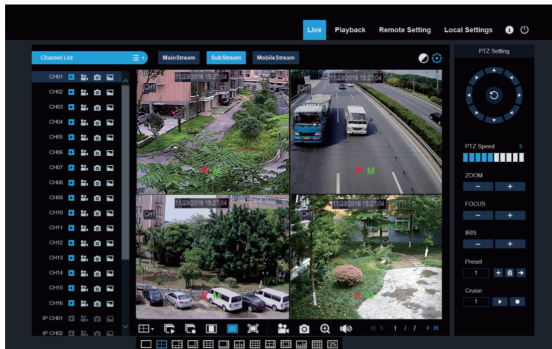 Live Playback Remote Setting Local Settings
Channel List MainStream SubStream MobileStream PTZ Setting
CH01
CH02
CH03
CH04
CH05
CH06
CH07
CH08
CH09
CH10
CH11
CH12
CH13
CH14
CH15
CH16
IP CH01
IP CH02
11/23/2016 15:27:04
11/23/2016 15:27:04
R M
R M
CH1
11/23/2016 15:27:04
11/23/2016 15:27:04
R M
R M
PTZ Speed 5
ZOOM
- +
FOCUS
- +
IRIS
- +
Preset
1 +
Cruise
1
1 / 7
25